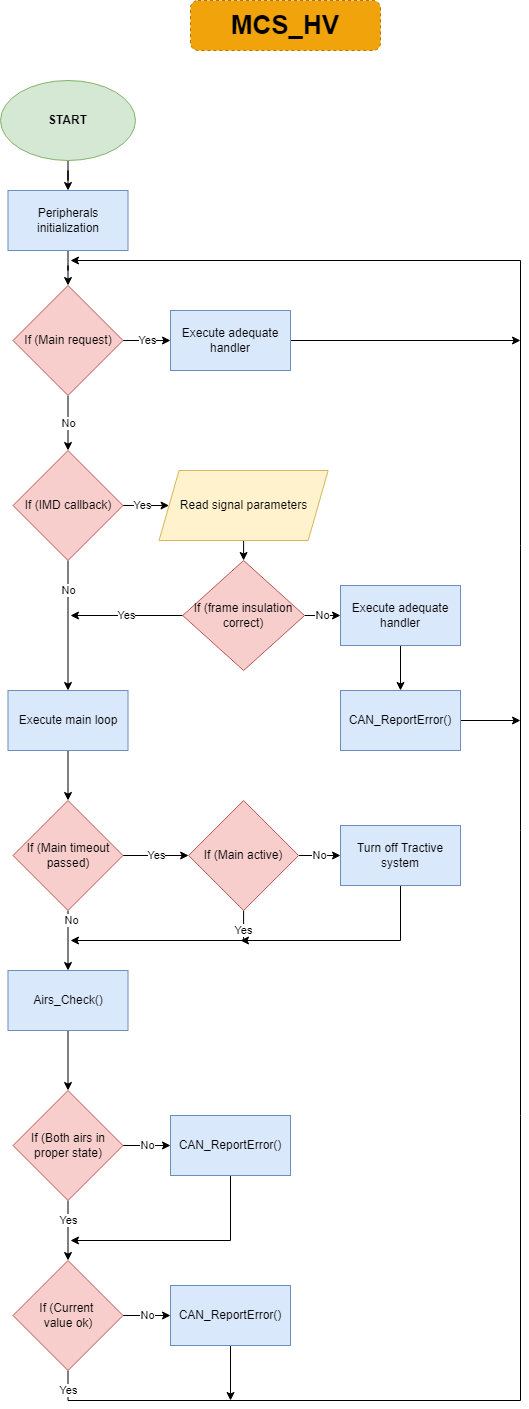 MCS_HV
START
Peripherals
initialization
If (Main request)
Yes
Execute adequate
handler
No
If (IMD callback)
Yes
Read signal parameters
No
If (frame insulation
correct)
Yes
No
Execute adequate
handler
Execute main loop
CAN_ReportError()
If (Main timeout
passed)
Yes
If (Main active)
No
Turn off Tractive
system
No
Yes
Airs_Check()
If (Both airs in
proper state)
No
CAN_ReportError()
Yes
If (Current
value ok)
No
CAN_ReportError()
Yes